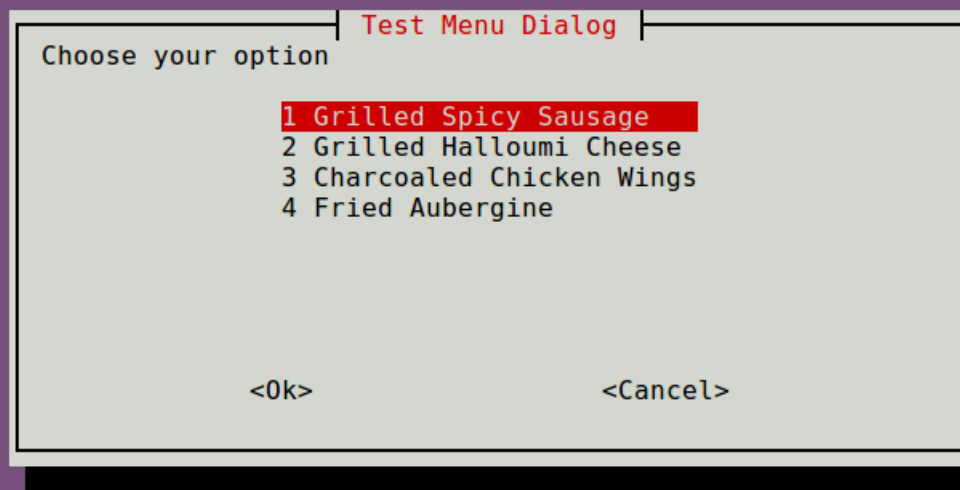 Test Menu Dialog
Choose your option
1 Grilled Spicy Sausage
2 Grilled Halloumi Cheese
3 Charcoaled Chicken Wings
4 Fried Aubergine
<Ok> <Cancel>